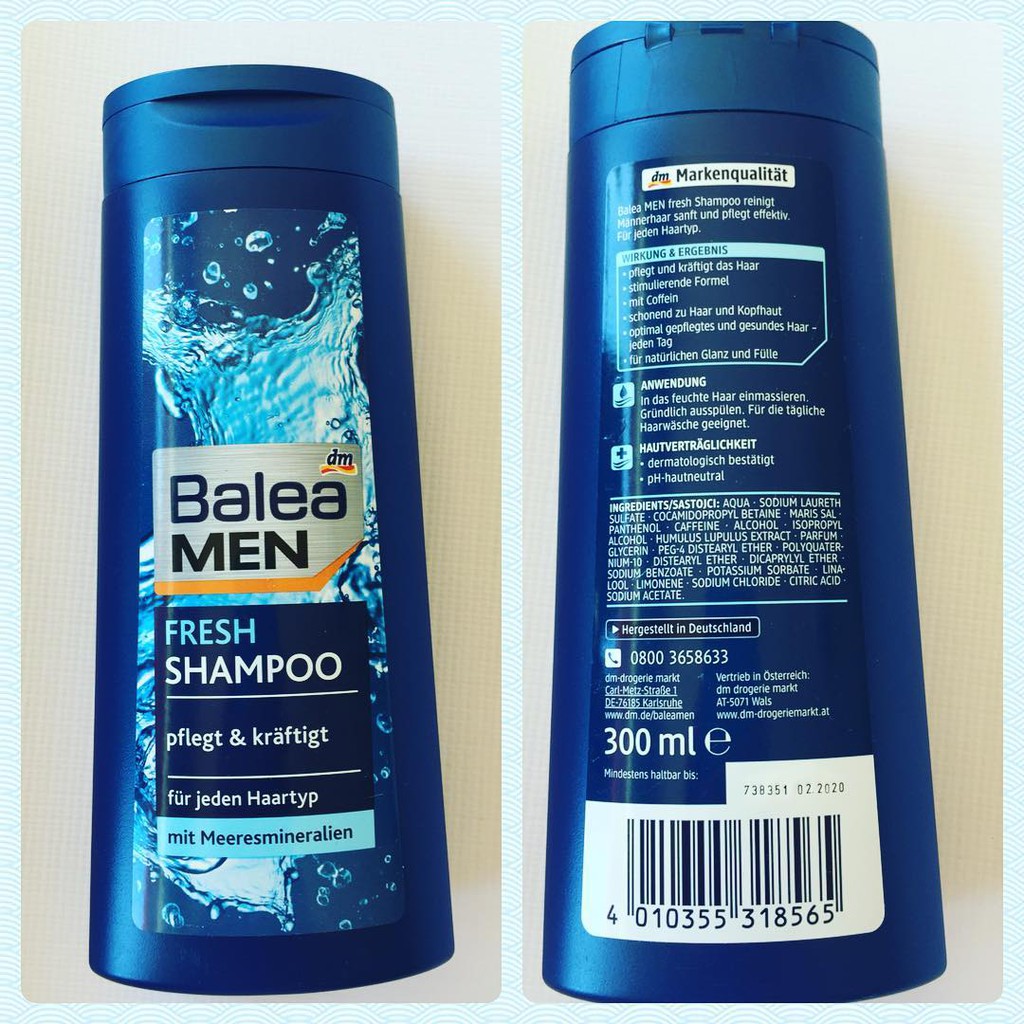 dm
Balea
MEN
FRESH
SHAMPOO
pflegt & kräftigt
für jeden Haartyp
mit Meeresmineralien
dm Markenqualität
Balea MEN fresh Shampoo reinigt
Männerhaar sanft und pflegt effektiv.
Für jeden Haartyp.
WIRKUNG & ERGEBNIS
• pflegt und kräftigt das Haar
• stimulierende Formel
• mit Coffein
• schonend zu Haar und Kopfhaut
• optimal gepflegtes und gesundes Haar –
jeden Tag
• für natürlichen Glanz und Fülle
ANWENDUNG
In das feuchte Haar einmassieren.
Gründlich ausspülen. Für die tägliche
Haarwäsche geeignet.
HAUTVERTRÄGLICHKEIT
• dermatologisch bestätigt
• pH-hautneutral
INGREDIENTS/SASTOJCI: AQUA · SODIUM LAURETH
SULFATE · COCAMIDOPROPYL BETAINE · MARIS SAL ·
PANTHENOL · CAFFEINE · ALCOHOL · ISOPROPYL
ALCOHOL · HUMULUS LUPULUS EXTRACT · PARFUM ·
GLYCERIN · PEG-4 DISTEARYL ETHER · POLYQUATER-
NIUM-10 · DISTEARYL ETHER · DICAPRYLYL ETHER ·
SODIUM BENZOATE · POTASSIUM SORBATE · LINA-
LOOL · LIMONENE · SODIUM CHLORIDE · CITRIC ACID ·
SODIUM ACETATE.
Hergestellt in Deutschland
0800 3658633
dm-drogerie markt
Carl-Metz-Straße 1
DE-76185 Karlsruhe
www.dm.de/baleamen
Vertrieb in Österreich:
dm drogerie markt
AT-5071 Wals
www.dm-drogeriemarkt.at
300 ml ℮
Mindestens haltbar bis:
738351 02.2020
4 010355 318565